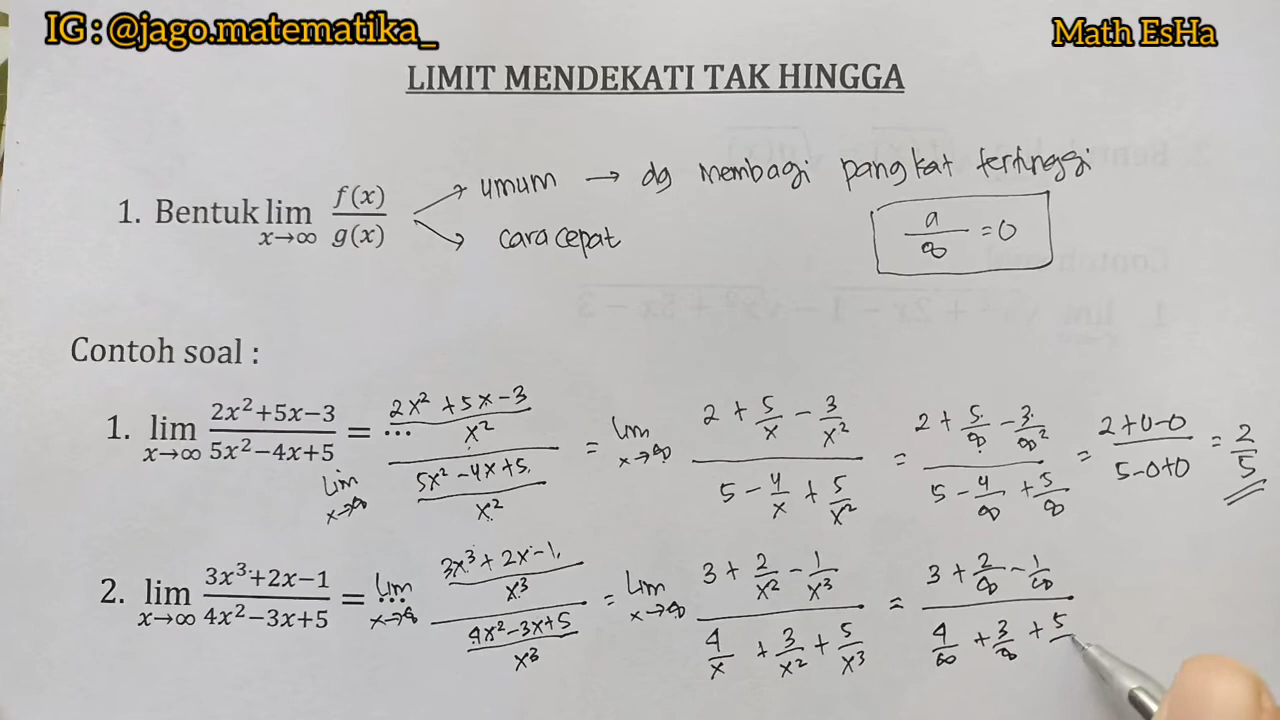 IG : @jago.matematika_
Math EsHa
LIMIT MENDEKATI TAK HINGGA
1. Bentuk lim x→∞ f(x)/g(x)
umum → dg membagi pangkat tertinggi
cara cepat
a/∞ = 0
Contoh soal :
1. lim x→∞ (2x²+5x−3)/(5x²−4x+5) = ... lim x→∞ ((2x²+5x−3)/x²)/((5x²−4x+5)/x²) = lim x→∞ (2 + 5/x − 3/x²)/(5 − 4/x + 5/x²) = (2 + 5/∞ − 3/∞²)/(5 − 4/∞ + 5/∞) = (2+0−0)/(5−0+0) = 2/5
2. lim x→∞ (3x³+2x−1)/(4x²−3x+5) = ... lim x→∞ ((3x³+2x−1)/x³)/((4x²−3x+5)/x³) = lim x→∞ (3 + 2/x² − 1/x³)/(4/x + 3/x² + 5/x³) = (3 + 2/∞ − 1/∞)/(4/∞ + 3/∞ + 5